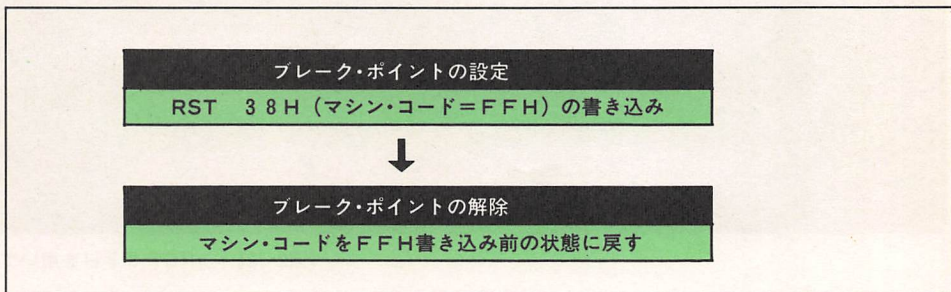 ブレーク・ポイントの設定
RST 38H (マシン・コード=FFH) の書き込み
ブレーク・ポイントの解除
マシン・コードをFFH書き込み前の状態に戻す